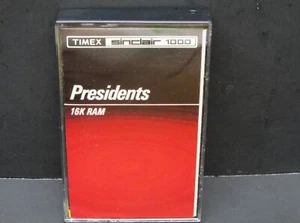 TIMEX sinclair 1000
Presidents
16K RAM